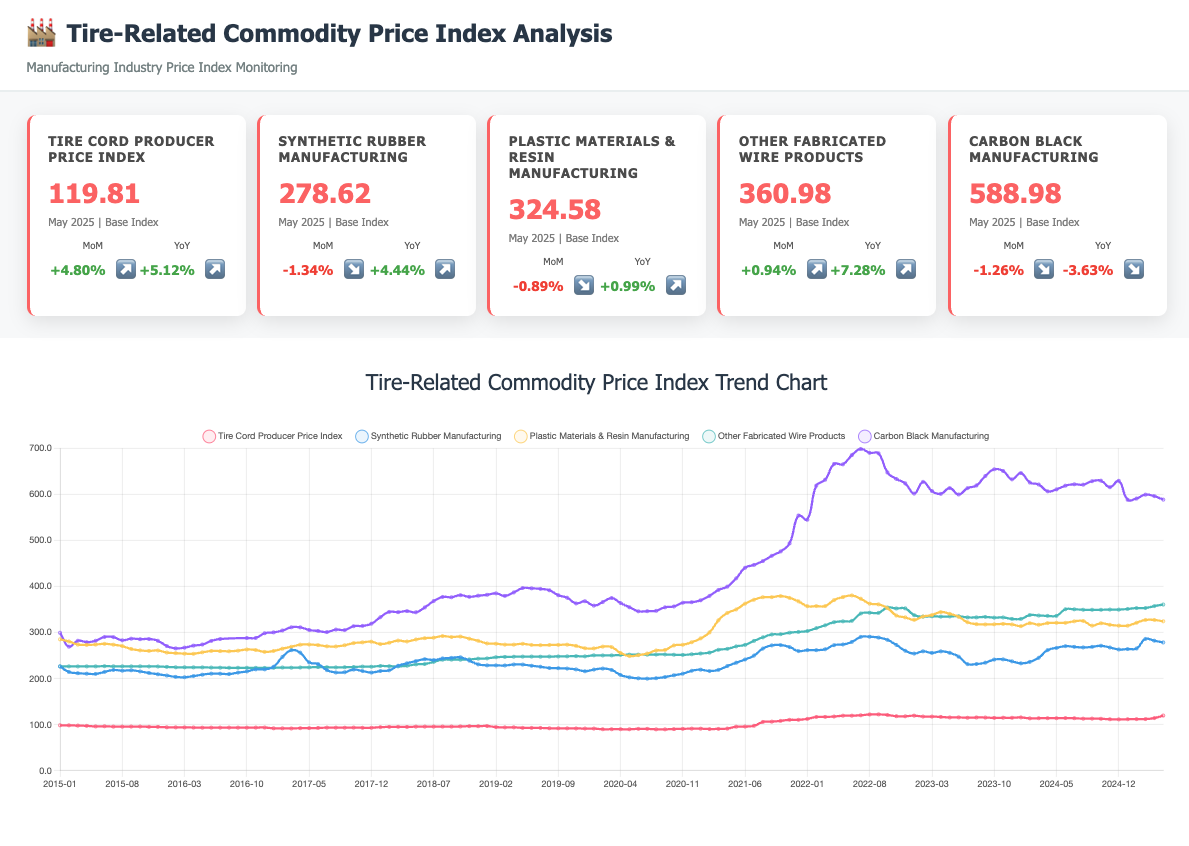 Tire-Related Commodity Price Index Analysis
Manufacturing Industry Price Index Monitoring
TIRE CORD PRODUCER
PRICE INDEX
119.81
May 2025 | Base Index
MoM YoY
+4.80% +5.12%
SYNTHETIC RUBBER
MANUFACTURING
278.62
May 2025 | Base Index
MoM YoY
-1.34% +4.44%
PLASTIC MATERIALS &
RESIN
MANUFACTURING
324.58
May 2025 | Base Index
MoM YoY
-0.89% +0.99%
OTHER FABRICATED
WIRE PRODUCTS
360.98
May 2025 | Base Index
MoM YoY
+0.94% +7.28%
CARBON BLACK
MANUFACTURING
588.98
May 2025 | Base Index
MoM YoY
-1.26% -3.63%
Tire-Related Commodity Price Index Trend Chart
Tire Cord Producer Price Index Synthetic Rubber Manufacturing Plastic Materials & Resin Manufacturing Other Fabricated Wire Products Carbon Black Manufacturing
700.0
600.0
500.0
400.0
300.0
200.0
100.0
0.0
2015-01 2015-08 2016-03 2016-10 2017-05 2017-12 2018-07 2019-02 2019-09 2020-04 2020-11 2021-06 2022-01 2022-08 2023-03 2023-10 2024-05 2024-12